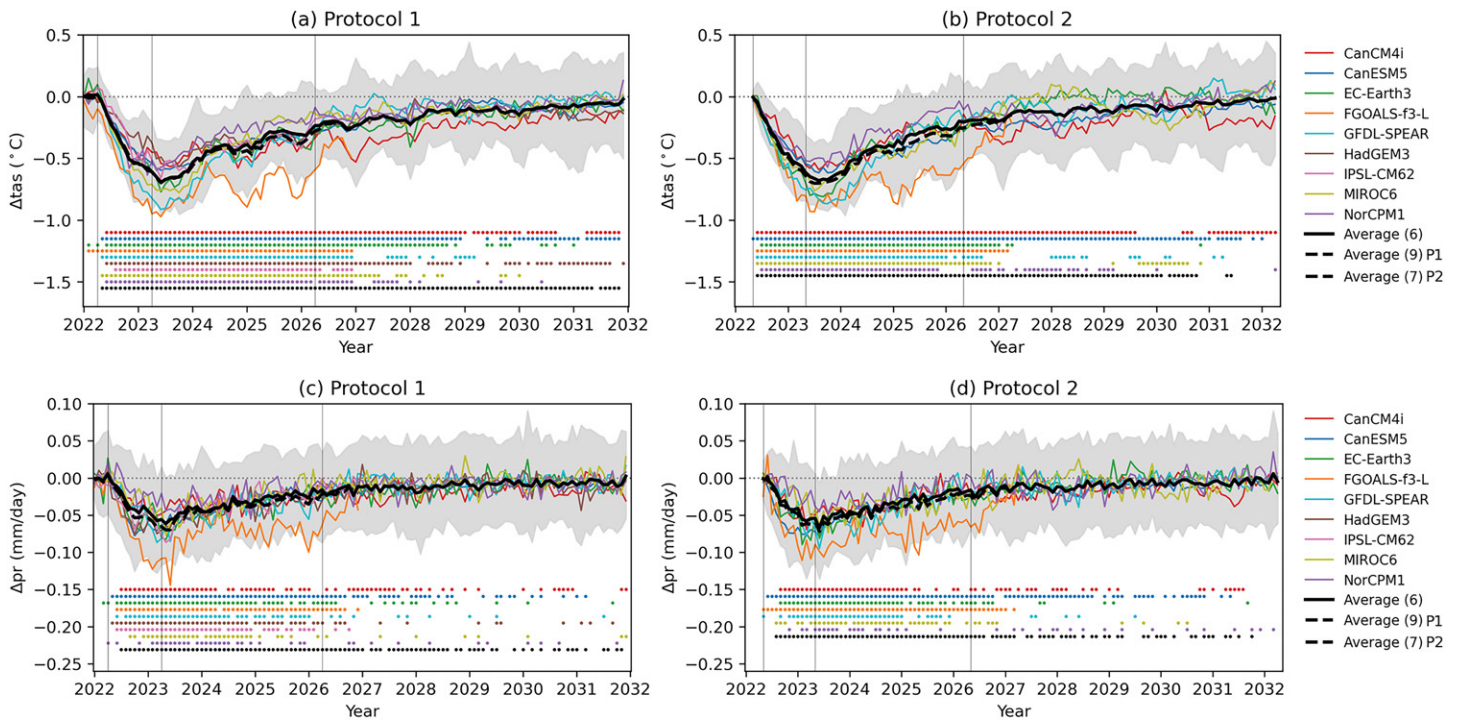 (a) Protocol 1
(b) Protocol 2
0.5
0.0
−0.5
−1.0
−1.5
Δtas (°C)
2022 2023 2024 2025 2026 2027 2028 2029 2030 2031 2032
Year
0.5
0.0
−0.5
−1.0
−1.5
Δtas (°C)
2022 2023 2024 2025 2026 2027 2028 2029 2030 2031 2032
Year
CanCM4i
CanESM5
EC-Earth3
FGOALS-f3-L
GFDL-SPEAR
HadGEM3
IPSL-CM62
MIROC6
NorCPM1
Average (6)
Average (9) P1
Average (7) P2
(c) Protocol 1
(d) Protocol 2
0.10
0.05
0.00
−0.05
−0.10
−0.15
−0.20
−0.25
Δpr (mm/day)
2022 2023 2024 2025 2026 2027 2028 2029 2030 2031 2032
Year
0.10
0.05
0.00
−0.05
−0.10
−0.15
−0.20
−0.25
Δpr (mm/day)
2022 2023 2024 2025 2026 2027 2028 2029 2030 2031 2032
Year
CanCM4i
CanESM5
EC-Earth3
FGOALS-f3-L
GFDL-SPEAR
HadGEM3
IPSL-CM62
MIROC6
NorCPM1
Average (6)
Average (9) P1
Average (7) P2